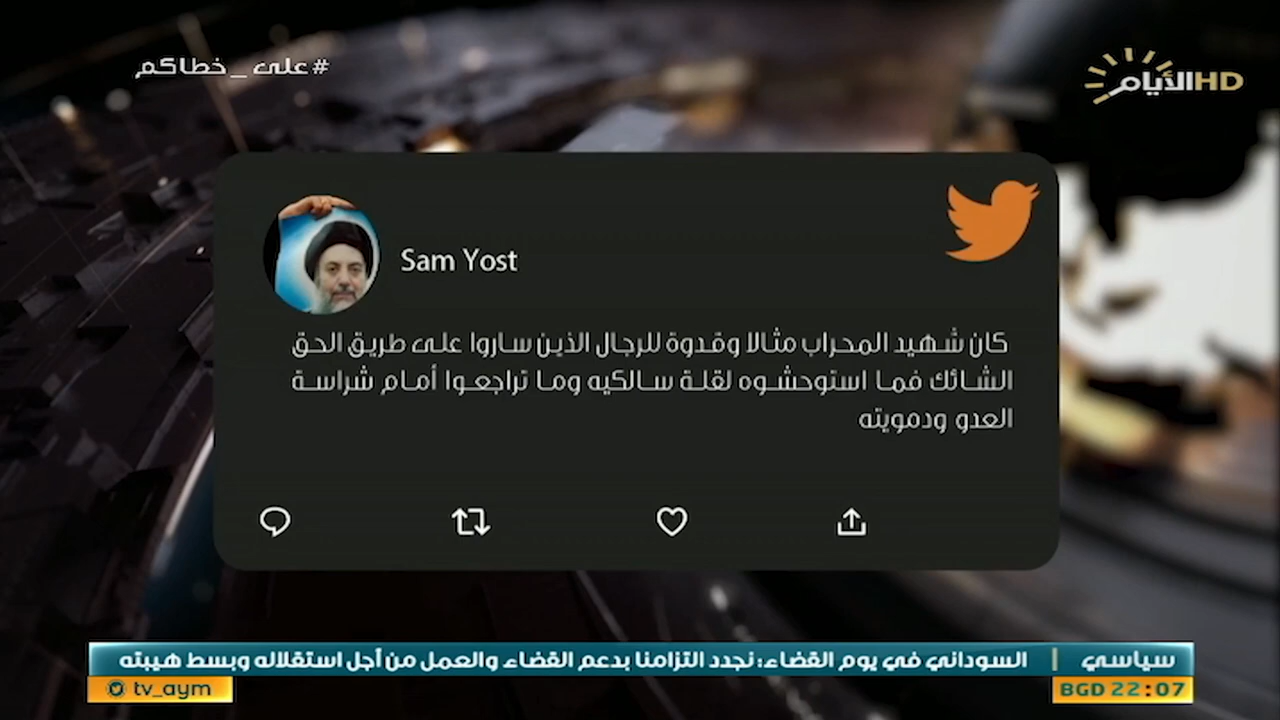 #على_خطاكم
الأيام HD
Sam Yost
كان شهيد المحراب مثالا وقدوة للرجال الذين ساروا على طريق الحق
الشائك فما استوحشوه لقلة سالكيه وما تراجعوا أمام شراسة
العدو ودمويته
سياسي | السوداني في يوم القضاء: نجدد التزامنا بدعم القضاء والعمل من أجل استقلاله وبسط هيبته
BGD 22:07
tv_aym